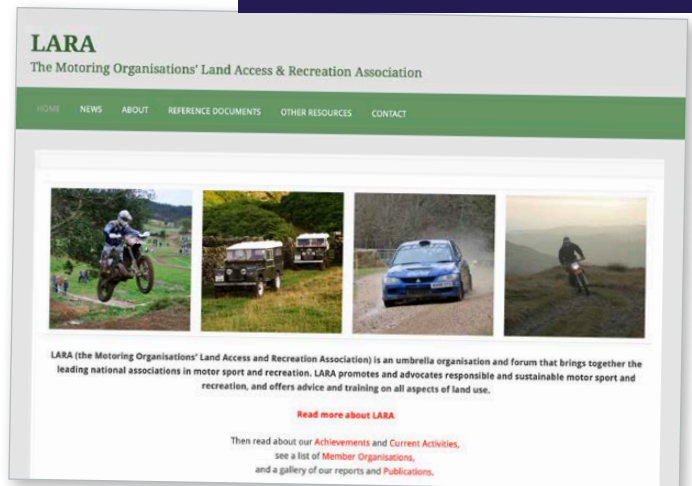 LARA
The Motoring Organisations' Land Access & Recreation Association
HOME NEWS ABOUT REFERENCE DOCUMENTS OTHER RESOURCES CONTACT
LARA (the Motoring Organisations' Land Access and Recreation Association) is an umbrella organisation and forum that brings together the
leading national associations in motor sport and recreation. LARA promotes and advocates responsible and sustainable motor sport and
recreation, and offers advice and training on all aspects of land use.
Read more about LARA
Then read about our Achievements and Current Activities,
see a list of Member Organisations,
and a gallery of our reports and Publications.